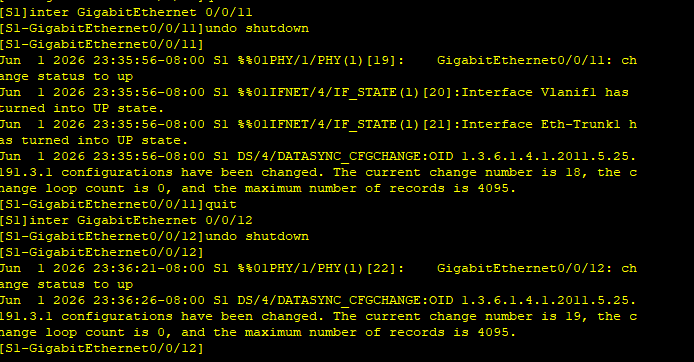 [S1]inter GigabitEthernet 0/0/11
[S1-GigabitEthernet0/0/11]undo shutdown
[S1-GigabitEthernet0/0/11]
Jun  1 2026 23:35:56-08:00 S1 %%01PHY/1/PHY(l)[19]:    GigabitEthernet0/0/11: ch
ange status to up
Jun  1 2026 23:35:56-08:00 S1 %%01IFNET/4/IF_STATE(l)[20]:Interface Vlanif1 has
turned into UP state.
Jun  1 2026 23:35:56-08:00 S1 %%01IFNET/4/IF_STATE(l)[21]:Interface Eth-Trunk1 h
as turned into UP state.
Jun  1 2026 23:35:56-08:00 S1 DS/4/DATASYNC_CFGCHANGE:OID 1.3.6.1.4.1.2011.5.25.
191.3.1 configurations have been changed. The current change number is 18, the c
hange loop count is 0, and the maximum number of records is 4095.
[S1-GigabitEthernet0/0/11]quit
[S1]inter GigabitEthernet 0/0/12
[S1-GigabitEthernet0/0/12]undo shutdown
[S1-GigabitEthernet0/0/12]
Jun  1 2026 23:36:21-08:00 S1 %%01PHY/1/PHY(l)[22]:    GigabitEthernet0/0/12: ch
ange status to up
Jun  1 2026 23:36:26-08:00 S1 DS/4/DATASYNC_CFGCHANGE:OID 1.3.6.1.4.1.2011.5.25.
191.3.1 configurations have been changed. The current change number is 19, the c
hange loop count is 0, and the maximum number of records is 4095.
[S1-GigabitEthernet0/0/12]